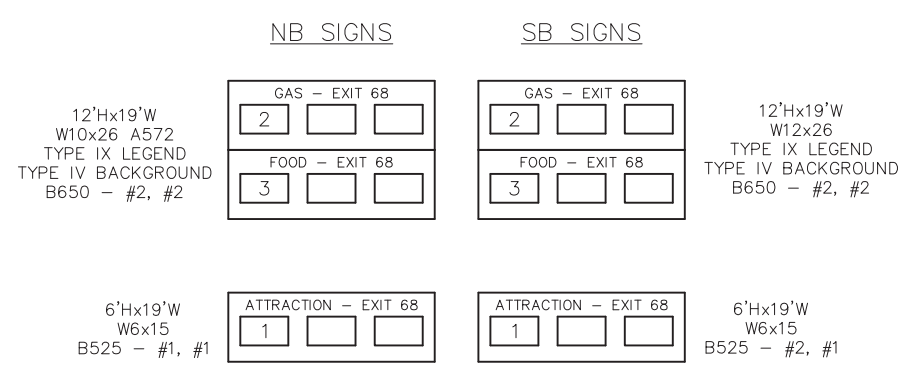 NB SIGNS
SB SIGNS
12'Hx19'W
W10x26 A572
TYPE IX LEGEND
TYPE IV BACKGROUND
B650 – #2, #2
GAS – EXIT 68
2
FOOD – EXIT 68
3
GAS – EXIT 68
2
FOOD – EXIT 68
3
12'Hx19'W
W12x26
TYPE IX LEGEND
TYPE IV BACKGROUND
B650 – #2, #2
6'Hx19'W
W6x15
B525 – #1, #1
ATTRACTION – EXIT 68
1
ATTRACTION – EXIT 68
1
6'Hx19'W
W6x15
B525 – #2, #1